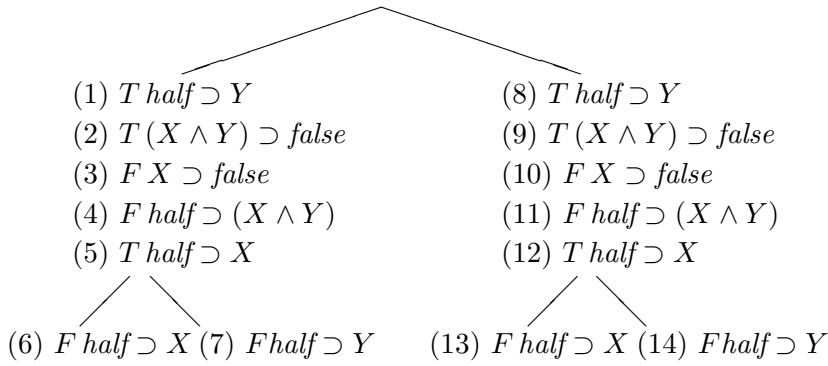 (1) T half ⊃ Y (8) T half ⊃ Y
(2) T (X ∧ Y) ⊃ false (9) T (X ∧ Y) ⊃ false
(3) F X ⊃ false (10) F X ⊃ false
(4) F half ⊃ (X ∧ Y) (11) F half ⊃ (X ∧ Y)
(5) T half ⊃ X (12) T half ⊃ X
(6) F half ⊃ X (7) F half ⊃ Y (13) F half ⊃ X (14) F half ⊃ Y